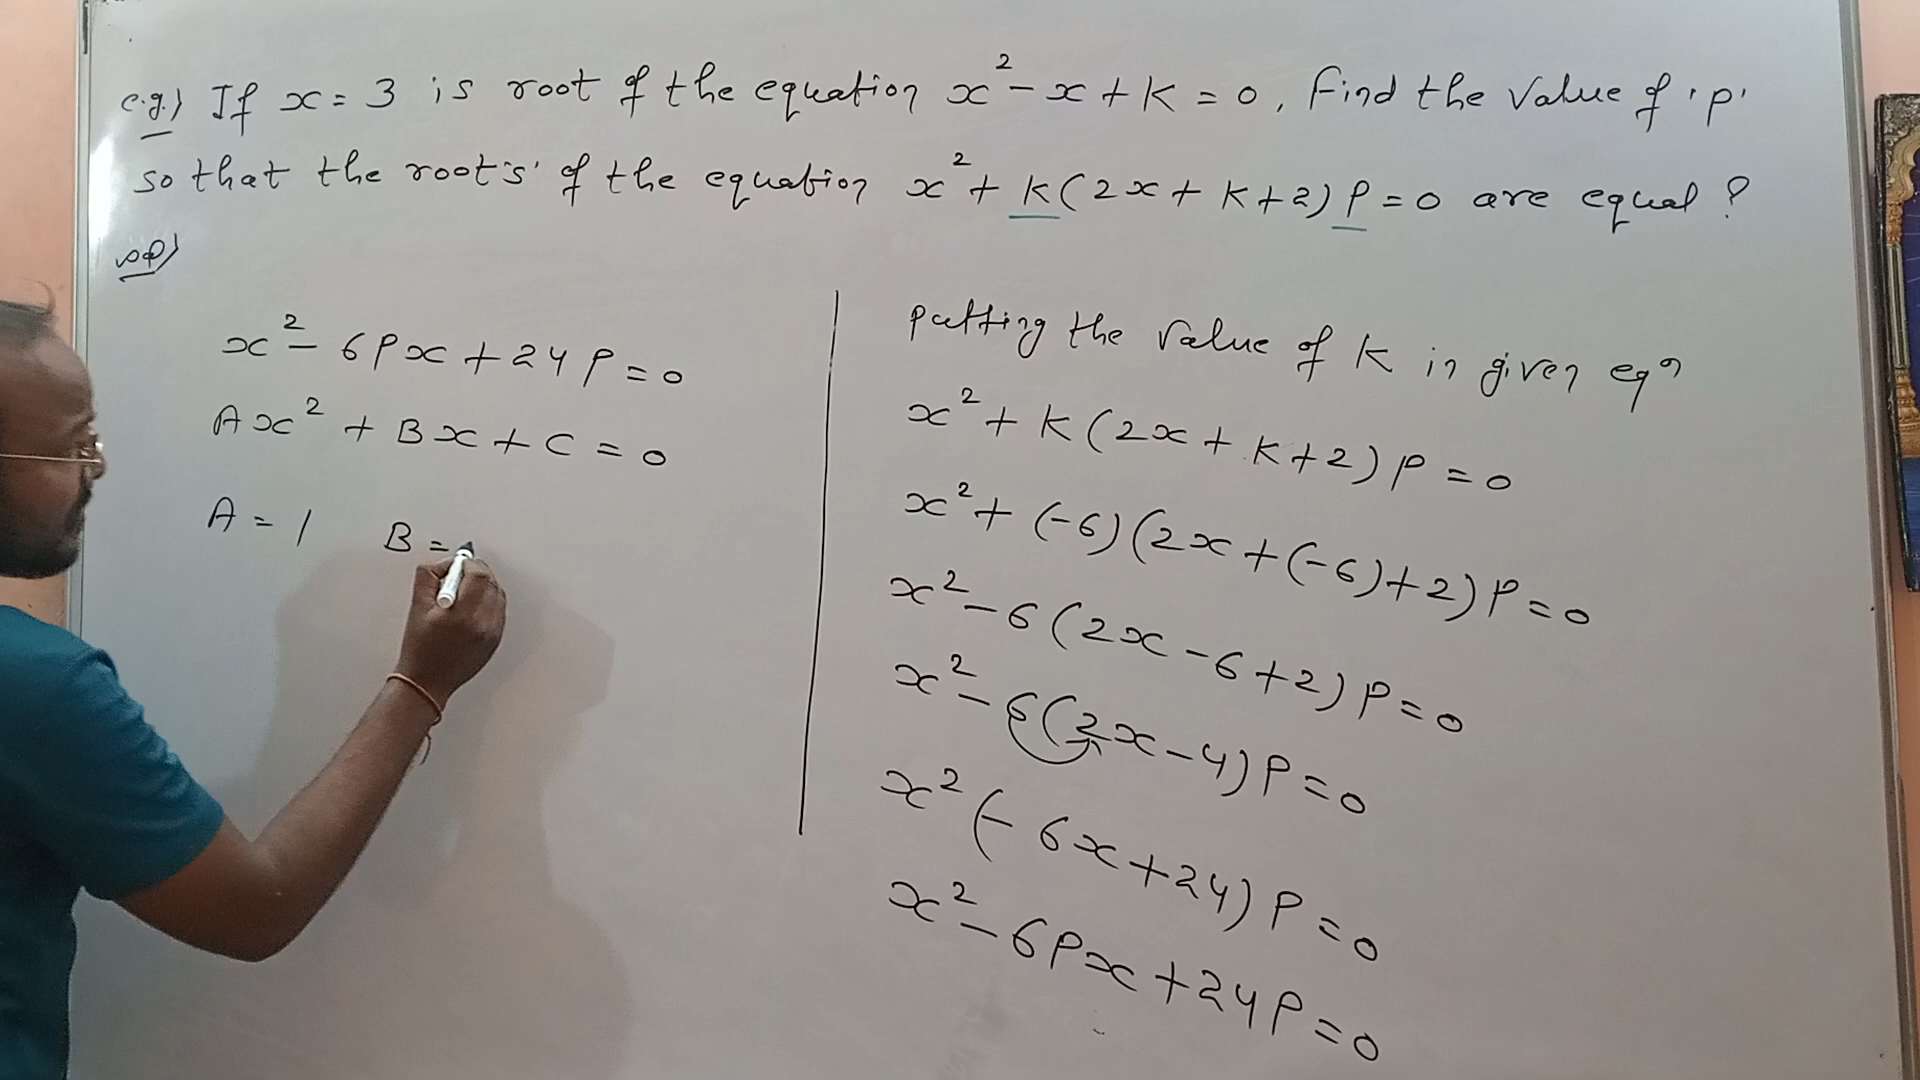 e.g.) If x = 3 is root of the equation x² - x + K = 0, find the value of 'p'
so that the root's' of the equation x² + k(2x + K+2) P = 0 are equal ?
sol)
x² - 6Px + 24P = 0
Ax² + Bx + C = 0
A = 1 B =
putting the value of K in given eqn
x² + K(2x + K+2) P = 0
x² + (-6)(2x + (-6)+2) P = 0
x² - 6(2x - 6+2) P = 0
x² - 6(2x - 4) P = 0
x² (- 6x + 24) P = 0
x² - 6Px + 24P = 0